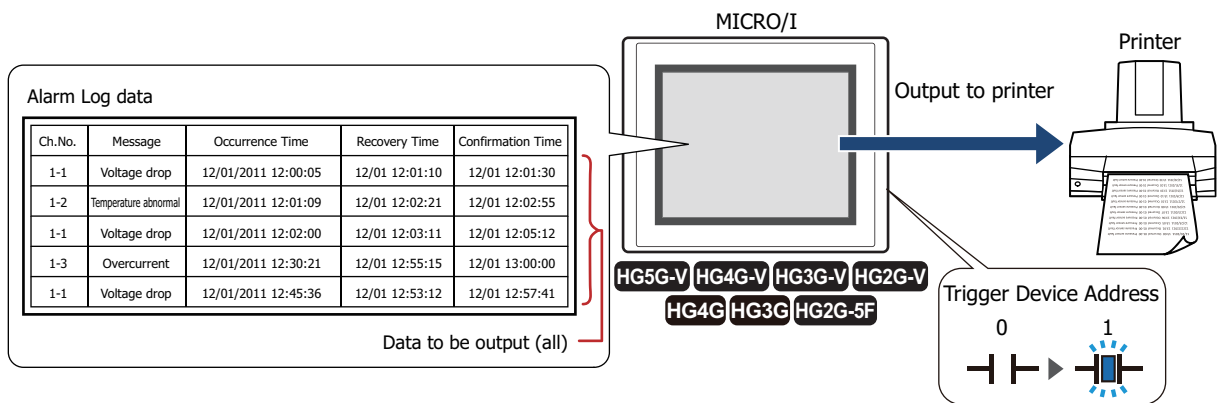 MICRO/I
Printer
Output to printer
Alarm Log data
Ch.No. Message Occurrence Time Recovery Time Confirmation Time
1-1 Voltage drop 12/01/2011 12:00:05 12/01 12:01:10 12/01 12:01:30
1-2 Temperature abnormal 12/01/2011 12:01:09 12/01 12:02:21 12/01 12:02:55
1-1 Voltage drop 12/01/2011 12:02:00 12/01 12:03:11 12/01 12:05:12
1-3 Overcurrent 12/01/2011 12:30:21 12/01 12:55:15 12/01 13:00:00
1-1 Voltage drop 12/01/2011 12:45:36 12/01 12:53:12 12/01 12:57:41
Data to be output (all)
HG5G-V HG4G-V HG3G-V HG2G-V
HG4G HG3G HG2G-5F
Trigger Device Address
0 1